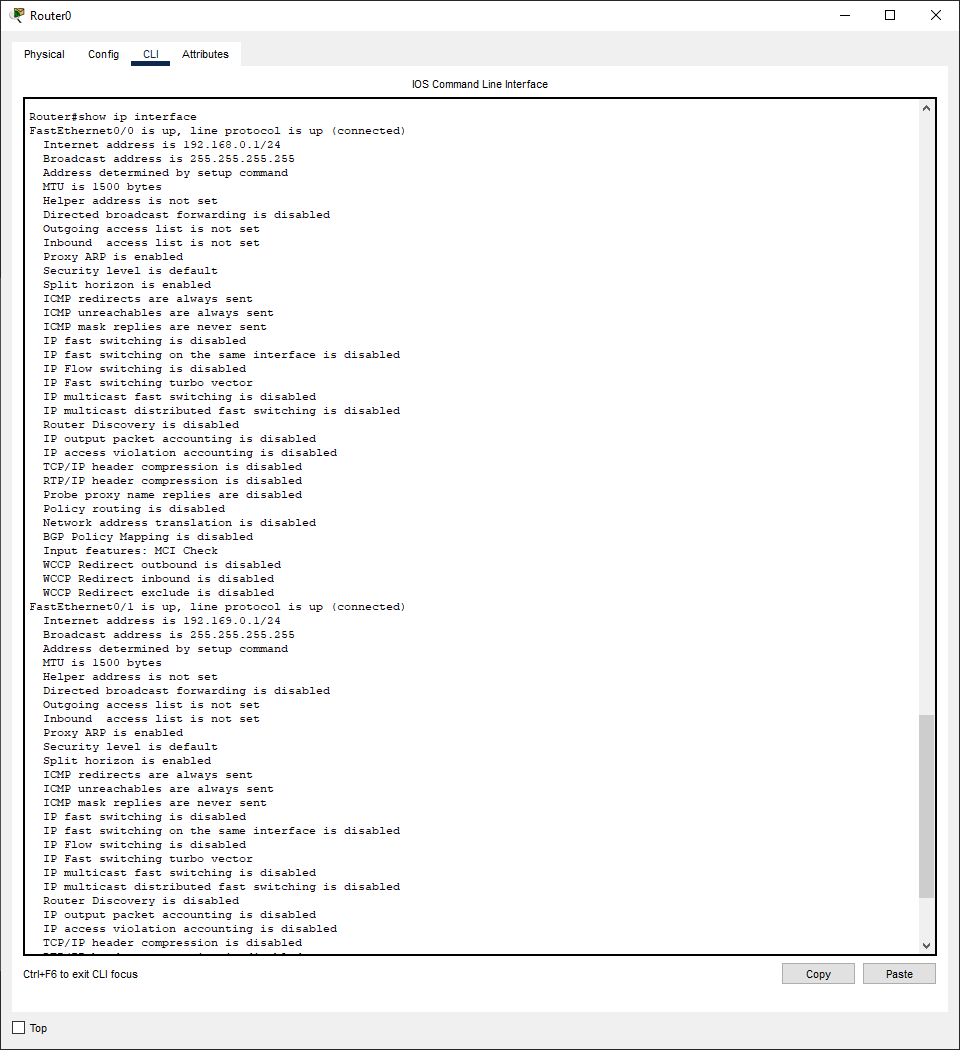 Router0
Physical Config CLI Attributes
IOS Command Line Interface
Router#show ip interface
FastEthernet0/0 is up, line protocol is up (connected)
Internet address is 192.168.0.1/24
Broadcast address is 255.255.255.255
Address determined by setup command
MTU is 1500 bytes
Helper address is not set
Directed broadcast forwarding is disabled
Outgoing access list is not set
Inbound  access list is not set
Proxy ARP is enabled
Security level is default
Split horizon is enabled
ICMP redirects are always sent
ICMP unreachables are always sent
ICMP mask replies are never sent
IP fast switching is disabled
IP fast switching on the same interface is disabled
IP Flow switching is disabled
IP Fast switching turbo vector
IP multicast fast switching is disabled
IP multicast distributed fast switching is disabled
Router Discovery is disabled
IP output packet accounting is disabled
IP access violation accounting is disabled
TCP/IP header compression is disabled
RTP/IP header compression is disabled
Probe proxy name replies are disabled
Policy routing is disabled
Network address translation is disabled
BGP Policy Mapping is disabled
Input features: MCI Check
WCCP Redirect outbound is disabled
WCCP Redirect inbound is disabled
WCCP Redirect exclude is disabled
FastEthernet0/1 is up, line protocol is up (connected)
Internet address is 192.169.0.1/24
Broadcast address is 255.255.255.255
Address determined by setup command
MTU is 1500 bytes
Helper address is not set
Directed broadcast forwarding is disabled
Outgoing access list is not set
Inbound  access list is not set
Proxy ARP is enabled
Security level is default
Split horizon is enabled
ICMP redirects are always sent
ICMP unreachables are always sent
ICMP mask replies are never sent
IP fast switching is disabled
IP fast switching on the same interface is disabled
IP Flow switching is disabled
IP Fast switching turbo vector
IP multicast fast switching is disabled
IP multicast distributed fast switching is disabled
Router Discovery is disabled
IP output packet accounting is disabled
IP access violation accounting is disabled
TCP/IP header compression is disabled
Ctrl+F6 to exit CLI focus
Copy Paste
Top